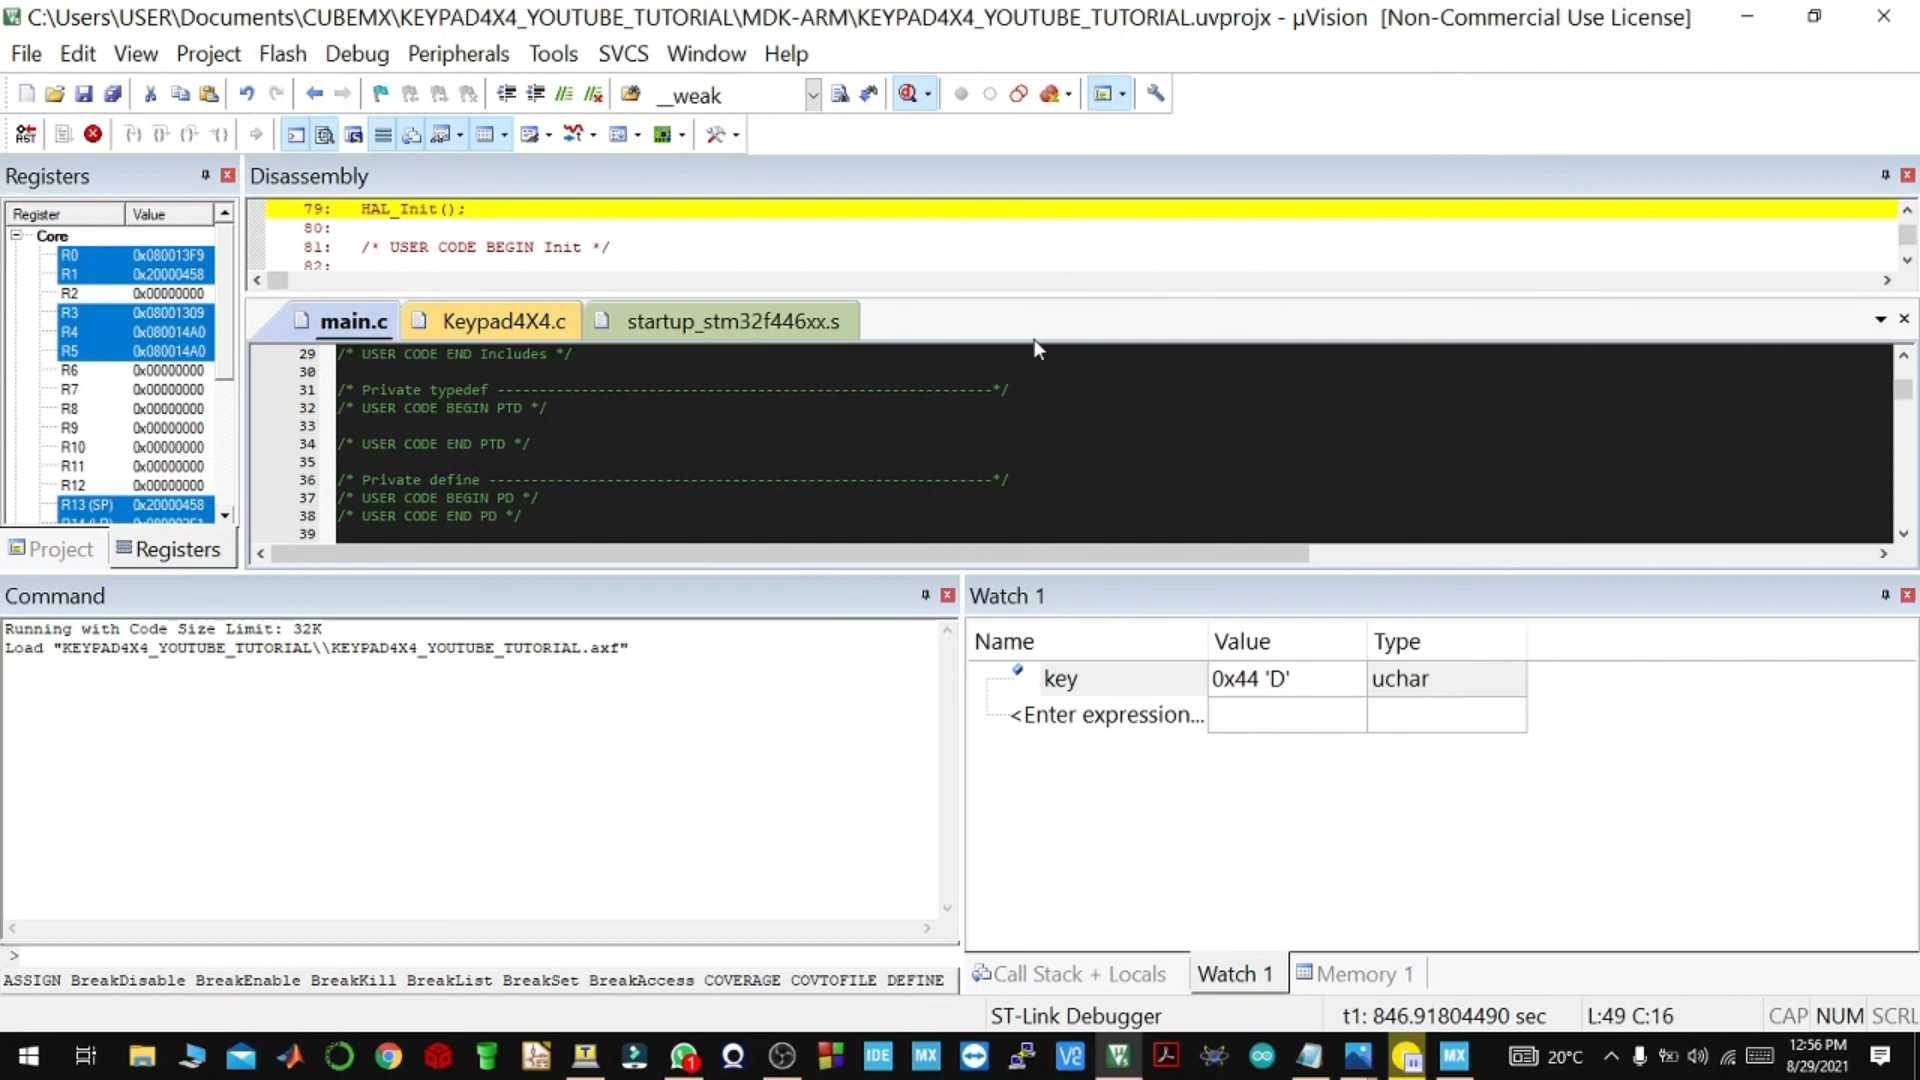 C:\Users\USER\Documents\CUBEMX\KEYPAD4X4_YOUTUBE_TUTORIAL\MDK-ARM\KEYPAD4X4_YOUTUBE_TUTORIAL.uvprojx - µVision [Non-Commercial Use License]
File Edit View Project Flash Debug Peripherals Tools SVCS Window Help
__weak
Registers
Register Value
Core
R0 0x080013F9
R1 0x20000458
R2 0x00000000
R3 0x08001309
R4 0x080014A0
R5 0x080014A0
R6 0x00000000
R7 0x00000000
R8 0x00000000
R9 0x00000000
R10 0x00000000
R11 0x00000000
R12 0x00000000
R13 (SP) 0x20000458
Project Registers
Disassembly
79: HAL_Init();
80:
81: /* USER CODE BEGIN Init */
82:
main.c Keypad4X4.c startup_stm32f446xx.s
29 /* USER CODE END Includes */
30
31 /* Private typedef -----------------------------------------------------------*/
32 /* USER CODE BEGIN PTD */
33
34 /* USER CODE END PTD */
35
36 /* Private define ------------------------------------------------------------*/
37 /* USER CODE BEGIN PD */
38 /* USER CODE END PD */
39
Command
Running with Code Size Limit: 32K
Load "KEYPAD4X4_YOUTUBE_TUTORIAL\\KEYPAD4X4_YOUTUBE_TUTORIAL.axf"
>
ASSIGN BreakDisable BreakEnable BreakKill BreakList BreakSet BreakAccess COVERAGE COVTOFILE DEFINE
Watch 1
Name Value Type
key 0x44 'D' uchar
<Enter expression...
Call Stack + Locals Watch 1 Memory 1
ST-Link Debugger t1: 846.91804490 sec L:49 C:16 CAP NUM SCRL
IDE MX MX
20°C
12:56 PM
8/29/2021